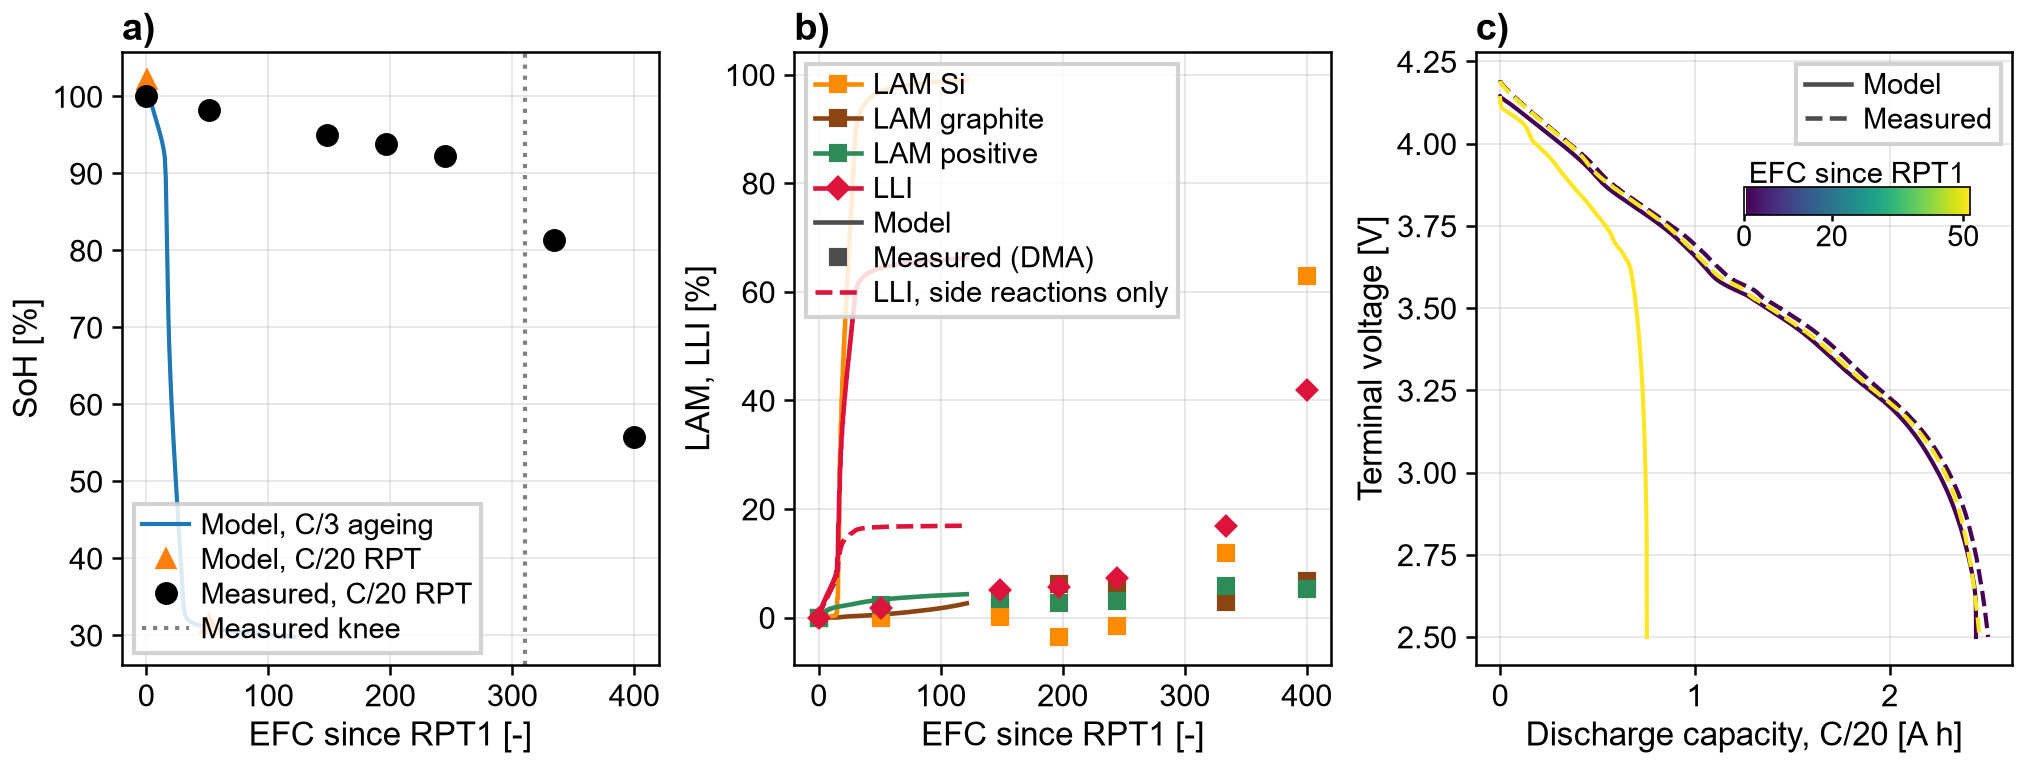 a)
100
90
80
70
60
50
40
30
SoH [%]
Model, C/3 ageing
Model, C/20 RPT
Measured, C/20 RPT
Measured knee
0 100 200 300 400
EFC since RPT1 [-]
b)
100
80
60
40
20
0
LAM, LLI [%]
LAM Si
LAM graphite
LAM positive
LLI
Model
Measured (DMA)
LLI, side reactions only
0 100 200 300 400
EFC since RPT1 [-]
c)
4.25
4.00
3.75
3.50
3.25
3.00
2.75
2.50
Terminal voltage [V]
Model
Measured
EFC since RPT1
0 20 50
0 1 2
Discharge capacity, C/20 [A h]